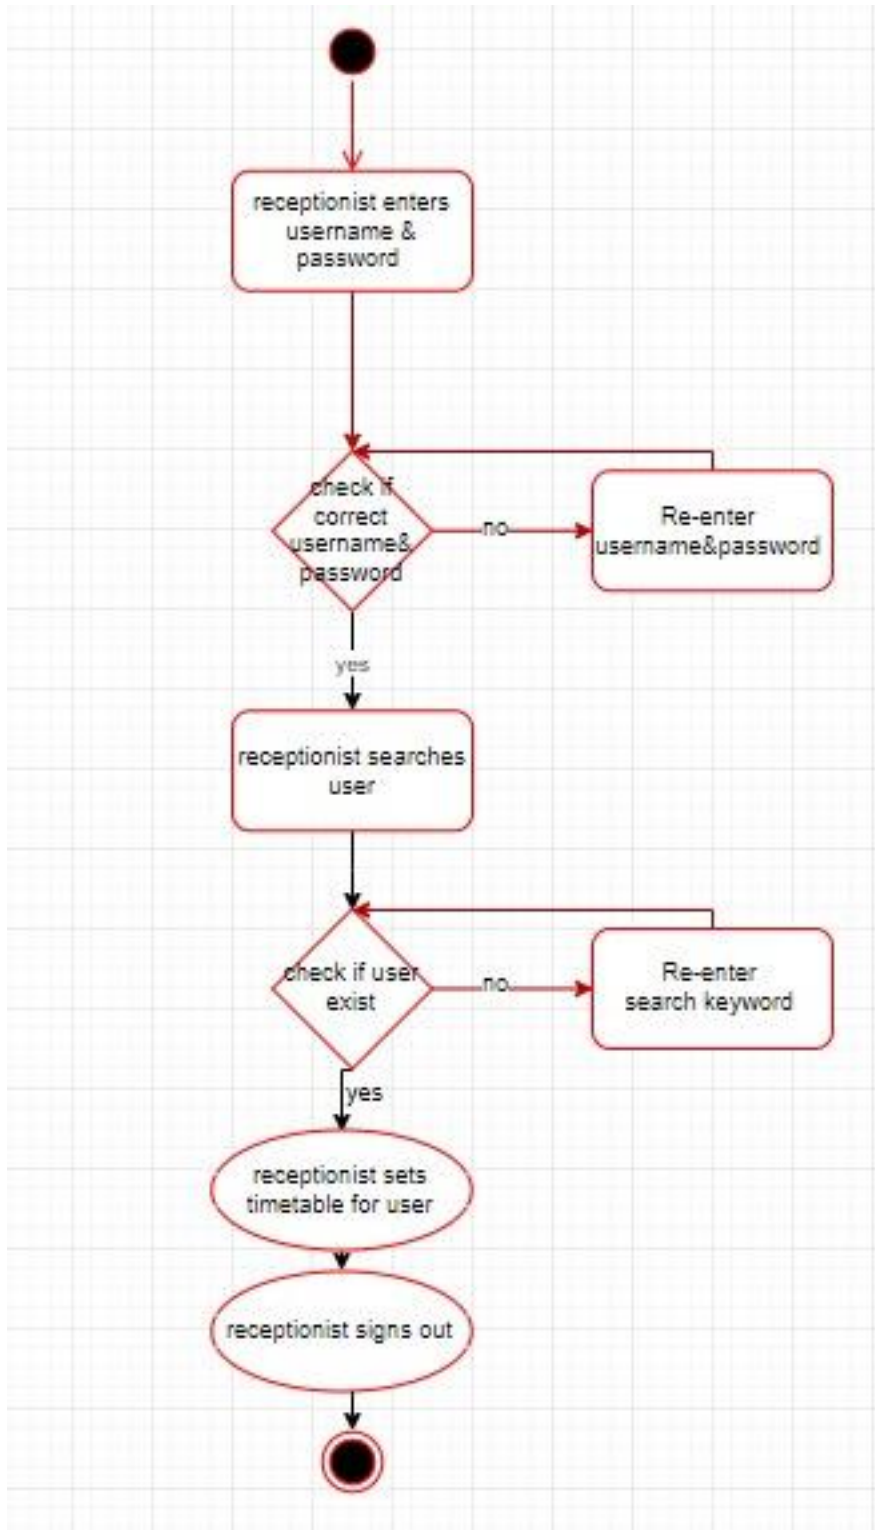 receptionist enters
username &
password
check if
correct
username&
password
no
Re-enter
username&password
yes
receptionist searches
user
check if user
exist
no
Re-enter
search keyword
yes
receptionist sets
timetable for user
receptionist signs out